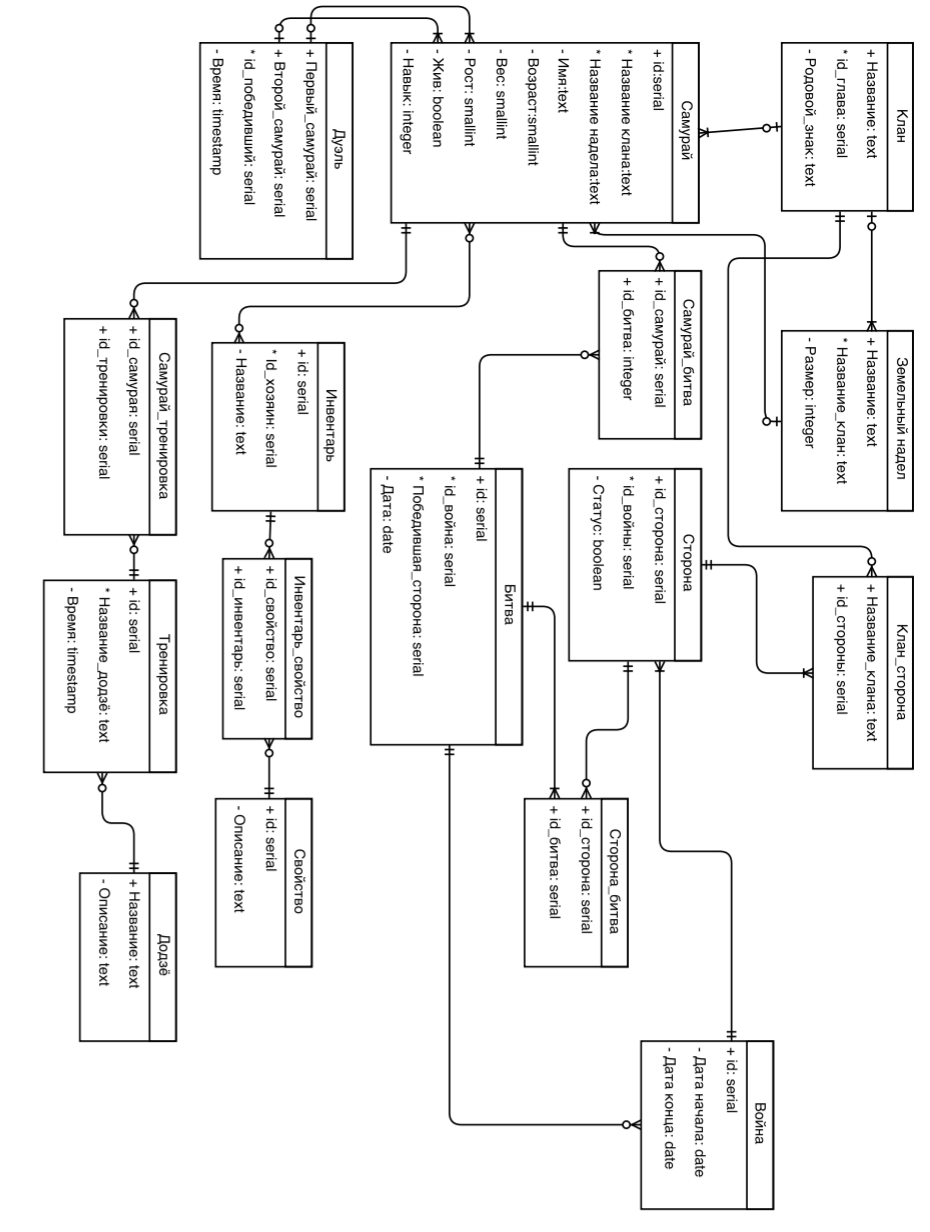 Клан
+ Название: text
* id_глава: serial
- Родовой_знак: text
Земельный надел
+ Название: text
* Название_клан: text
- Размер: integer
Клан_сторона
+ Название_клана: text
+ id_стороны: serial
Самурай
+ id:serial
* Название клана:text
* Название надела:text
- Имя:text
- Возраст:smallint
- Вес: smallint
- Рост: smallint
- Жив: boolean
- Навык: integer
Самурай_битва
+ id_самурай: serial
+ id_битва: integer
Сторона
+ id_сторона: serial
* id_войны: serial
- Статус: boolean
Война
+ id: serial
- Дата начала: date
- Дата конца: date
Битва
+ id: serial
* id_война: serial
* Победившая_сторона: serial
- Дата: date
Сторона_битва
+ id_сторона: serial
+ id_битва: serial
Дуэль
+ Первый_самурай: serial
+ Второй_самурай: serial
* id_победивший: serial
- Время: timestamp
Инвентарь
+ id: serial
* Id_хозяин: serial
- Название: text
Инвентарь_свойство
+ id_свойство: serial
+ id_инвентарь: serial
Свойство
+ id: serial
- Описание: text
Самурай_тренировка
+ id_самурая: serial
+ id_тренировки: serial
Тренировка
+ id: serial
* Название_додзё: text
- Время: timestamp
Додзё
+ Название: text
- Описание: text